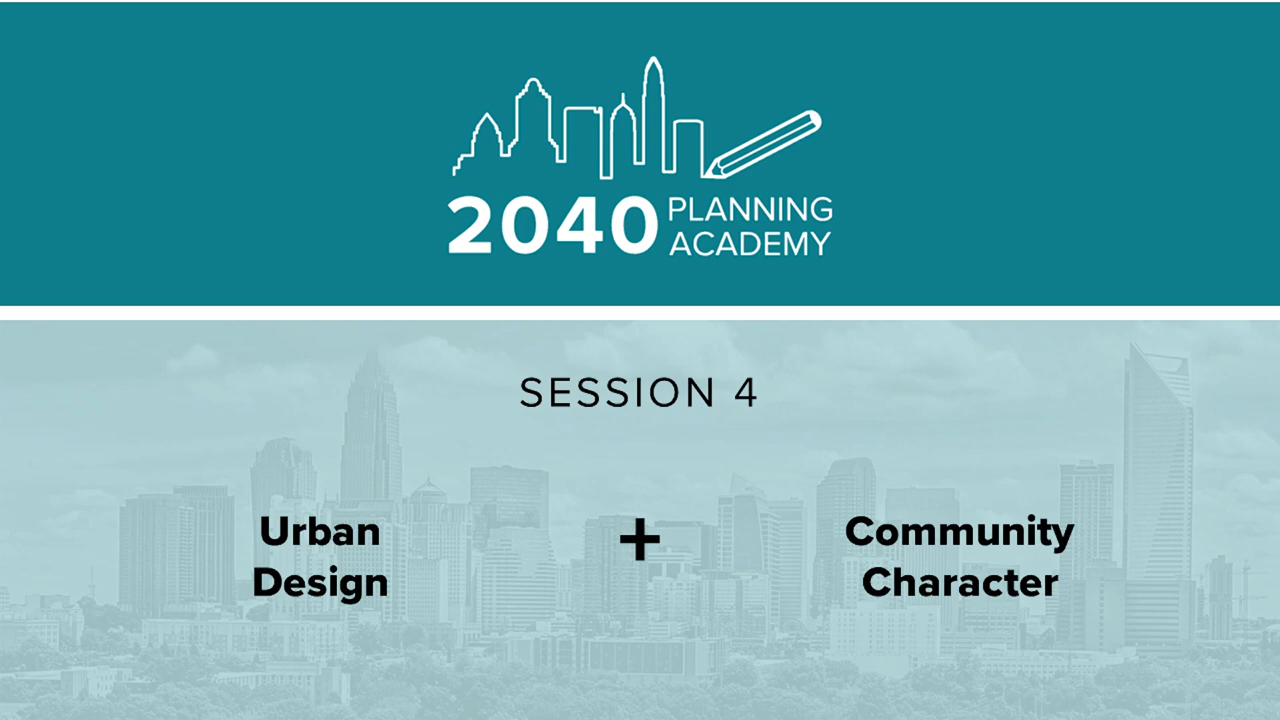 2040 PLANNING
ACADEMY
SESSION 4
Urban
Design
+
Community
Character